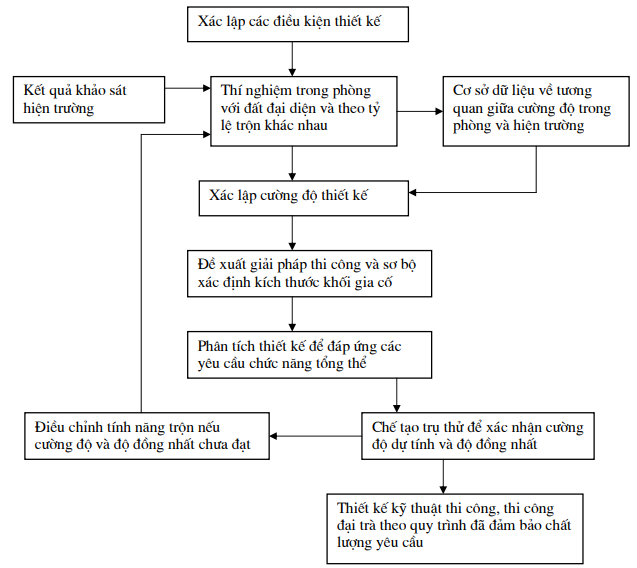 Xác lập các điều kiện thiết kế
Kết quả khảo sát
hiện trường
Thí nghiệm trong phòng
với đất đại diện và theo tỷ
lệ trộn khác nhau
Cơ sở dữ liệu về tương
quan giữa cường độ trong
phòng và hiện trường
Xác lập cường độ thiết kế
Đề xuất giải pháp thi công và sơ bộ
xác định kích thước khối gia cố
Phân tích thiết kế để đáp ứng các
yêu cầu chức năng tổng thể
Điều chỉnh tính năng trộn nếu
cường độ và độ đồng nhất chưa đạt
Chế tạo trụ thử để xác nhận cường
độ dự tính và độ đồng nhất
Thiết kế kỹ thuật thi công, thi công
đại trà theo quy trình đã đảm bảo chất
lượng yêu cầu